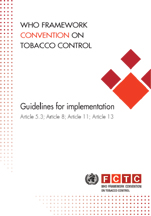 WHO FRAMEWORK
CONVENTION ON
TOBACCO CONTROL
Guidelines for implementation
Article 5.3; Article 8; Article 11; Article 13
FCTC
WHO FRAMEWORK CONVENTION
ON TOBACCO CONTROL